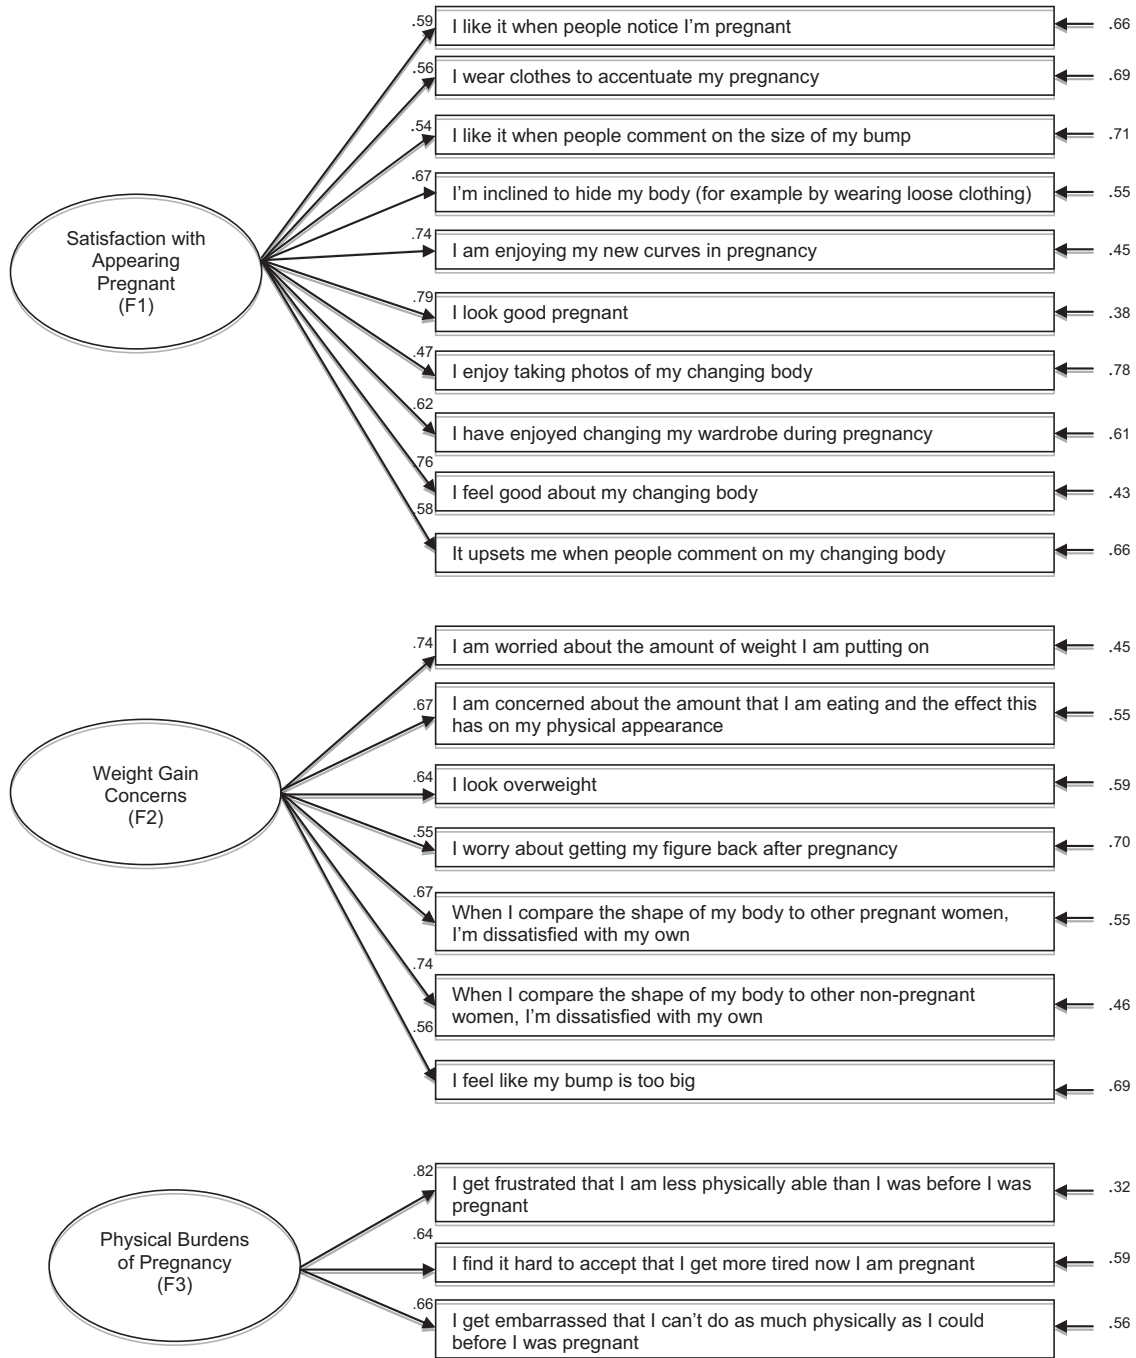 .59
I like it when people notice I'm pregnant
.66
.56
I wear clothes to accentuate my pregnancy
.69
.54
I like it when people comment on the size of my bump
.71
.67
I'm inclined to hide my body (for example by wearing loose clothing)
.55
Satisfaction with
Appearing
Pregnant
(F1)
.74
I am enjoying my new curves in pregnancy
.45
.79
I look good pregnant
.38
.47
I enjoy taking photos of my changing body
.78
.62
I have enjoyed changing my wardrobe during pregnancy
.61
.76
I feel good about my changing body
.43
.58
It upsets me when people comment on my changing body
.66
.74
I am worried about the amount of weight I am putting on
.45
.67
I am concerned about the amount that I am eating and the effect this
has on my physical appearance
.55
Weight Gain
Concerns
(F2)
.64
I look overweight
.59
.55
I worry about getting my figure back after pregnancy
.70
.67
When I compare the shape of my body to other pregnant women,
I'm dissatisfied with my own
.55
.74
When I compare the shape of my body to other non-pregnant
women, I'm dissatisfied with my own
.46
.56
I feel like my bump is too big
.69
.82
I get frustrated that I am less physically able than I was before I was
pregnant
.32
Physical Burdens
of Pregnancy
(F3)
.64
I find it hard to accept that I get more tired now I am pregnant
.59
.66
I get embarrassed that I can't do as much physically as I could
before I was pregnant
.56